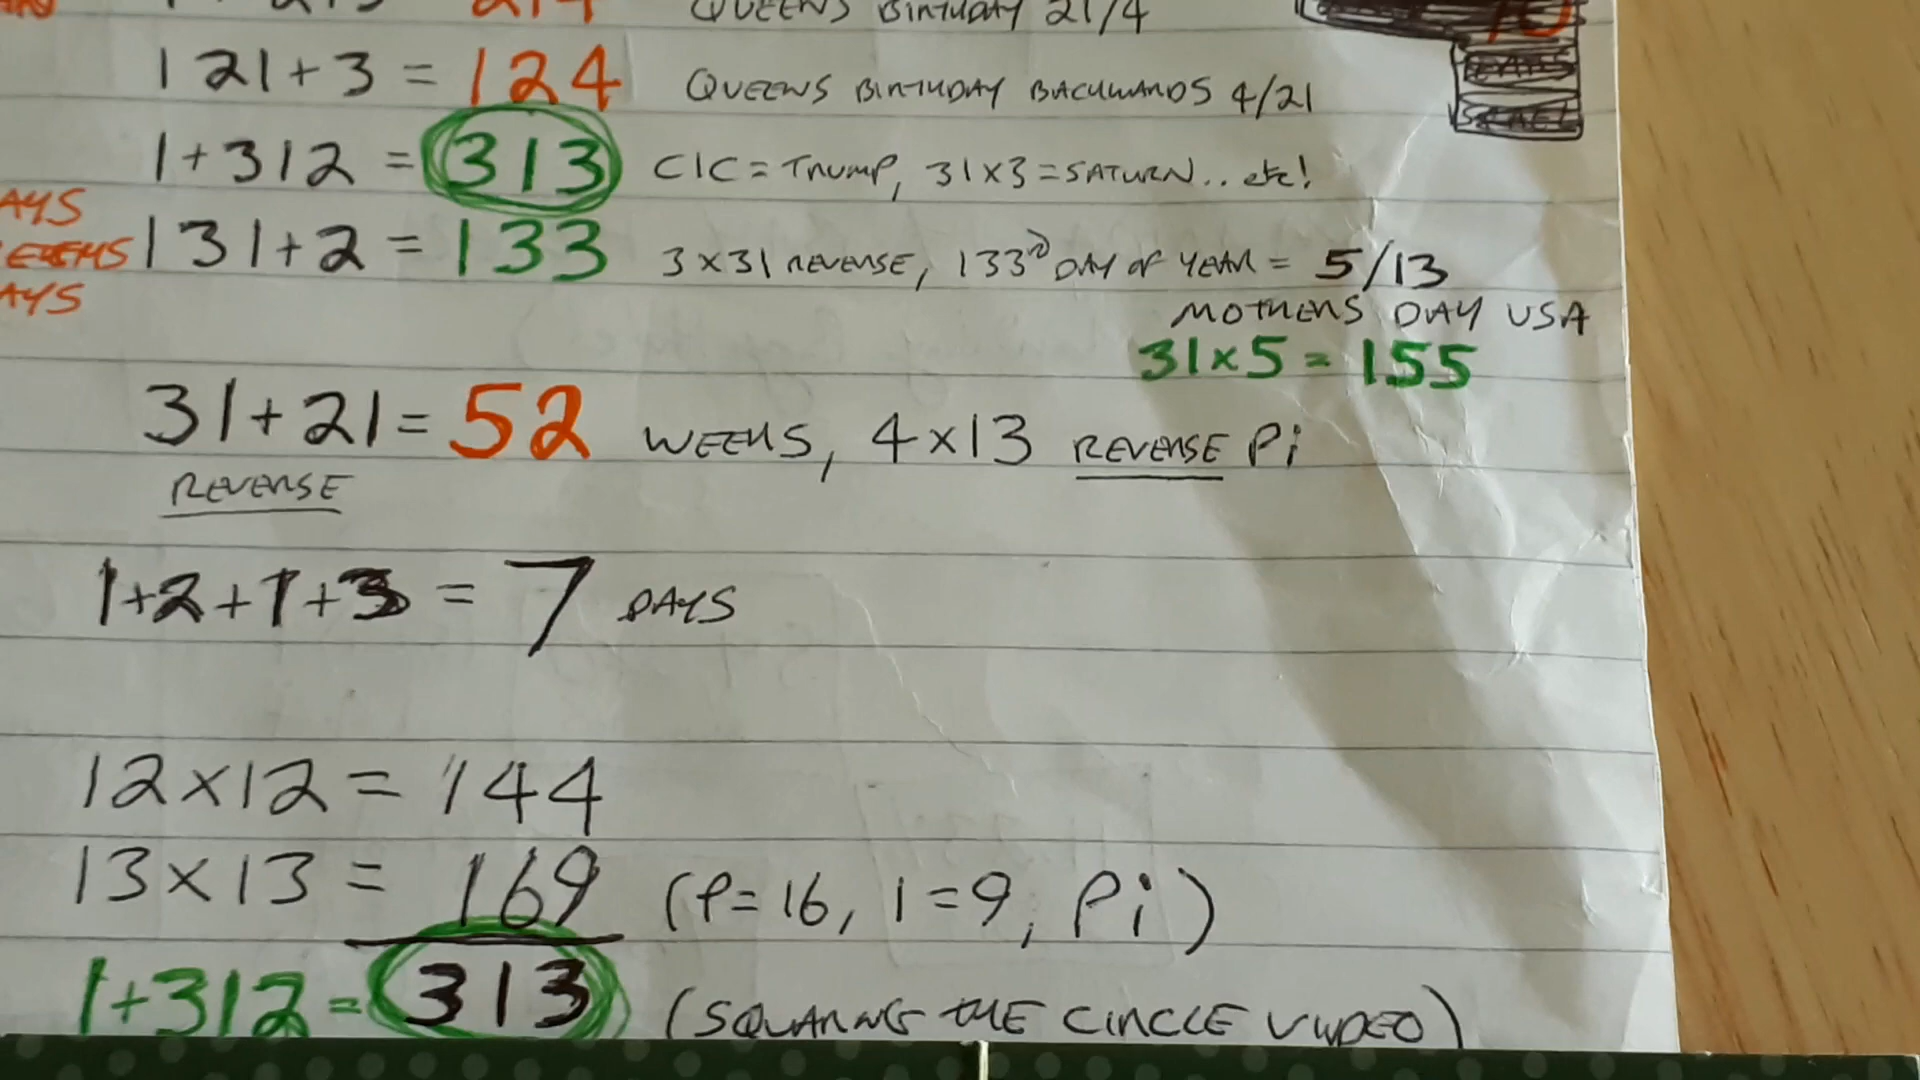 214 QUEENS BIRTHDAY 21/4
121+3 = 124 QUEENS BIRTHDAY BACKWARDS 4/21
1+312 = 313 CIC = TRUMP, 31x3 = SATURN.. etc!
AYS
131+2 = 133 3x31 REVERSE, 133RD DAY OF YEAR = 5/13
AYS
MOTHERS DAY USA
31x5 = 155
31+21 = 52 WEEKS, 4x13 REVERSE Pi
REVERSE
1+2+1+3 = 7 DAYS
12x12 = 144
13x13 = 169 (P=16, I=9, Pi)
1+312 = 313 (SQUARING THE CIRCLE VIDEO)